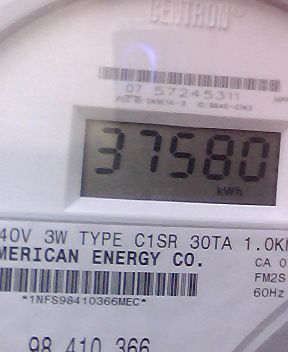 CENTRON®
07 57245311
37580
kWh
40V 3W TYPE C1SR 30TA 1.0K
MERICAN ENERGY CO.
CA 0
FM2S
60Hz
*1NFS98410366MEC*
98 410 366